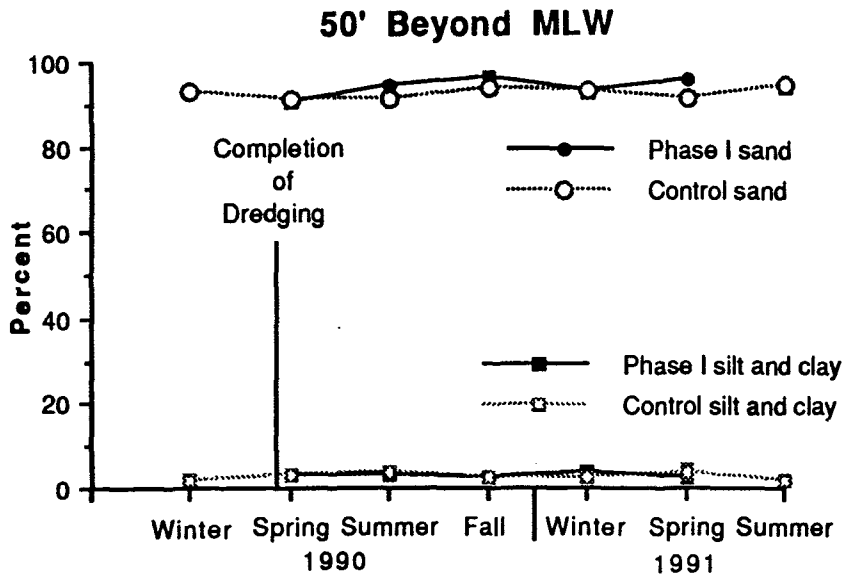 50' Beyond MLW
Percent
100
80
60
40
20
0
Completion
of
Dredging
Phase I sand
Control sand
Phase I silt and clay
Control silt and clay
Winter Spring Summer Fall Winter Spring Summer
1990 1991